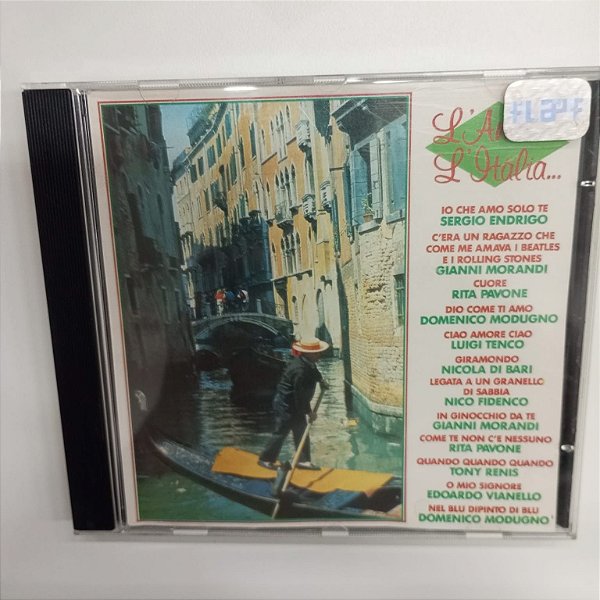 L'
L'Italia...
IO CHE AMO SOLO TE
SERGIO ENDRIGO
C'ERA UN RAGAZZO CHE
COME ME AMAVA I BEATLES
E I ROLLING STONES
GIANNI MORANDI
CUORE
RITA PAVONE
DIO COME TI AMO
DOMENICO MODUGNO
CIAO AMORE CIAO
LUIGI TENCO
GIRAMONDO
NICOLA DI BARI
LEGATA A UN GRANELLO
DI SABBIA
NICO FIDENCO
IN GINOCCHIO DA TE
GIANNI MORANDI
COME TE NON C'E NESSUNO
RITA PAVONE
QUANDO QUANDO QUANDO
TONY RENIS
O MIO SIGNORE
EDOARDO VIANELLO
NEL BLU DIPINTO DI BLU
DOMENICO MODUGNO